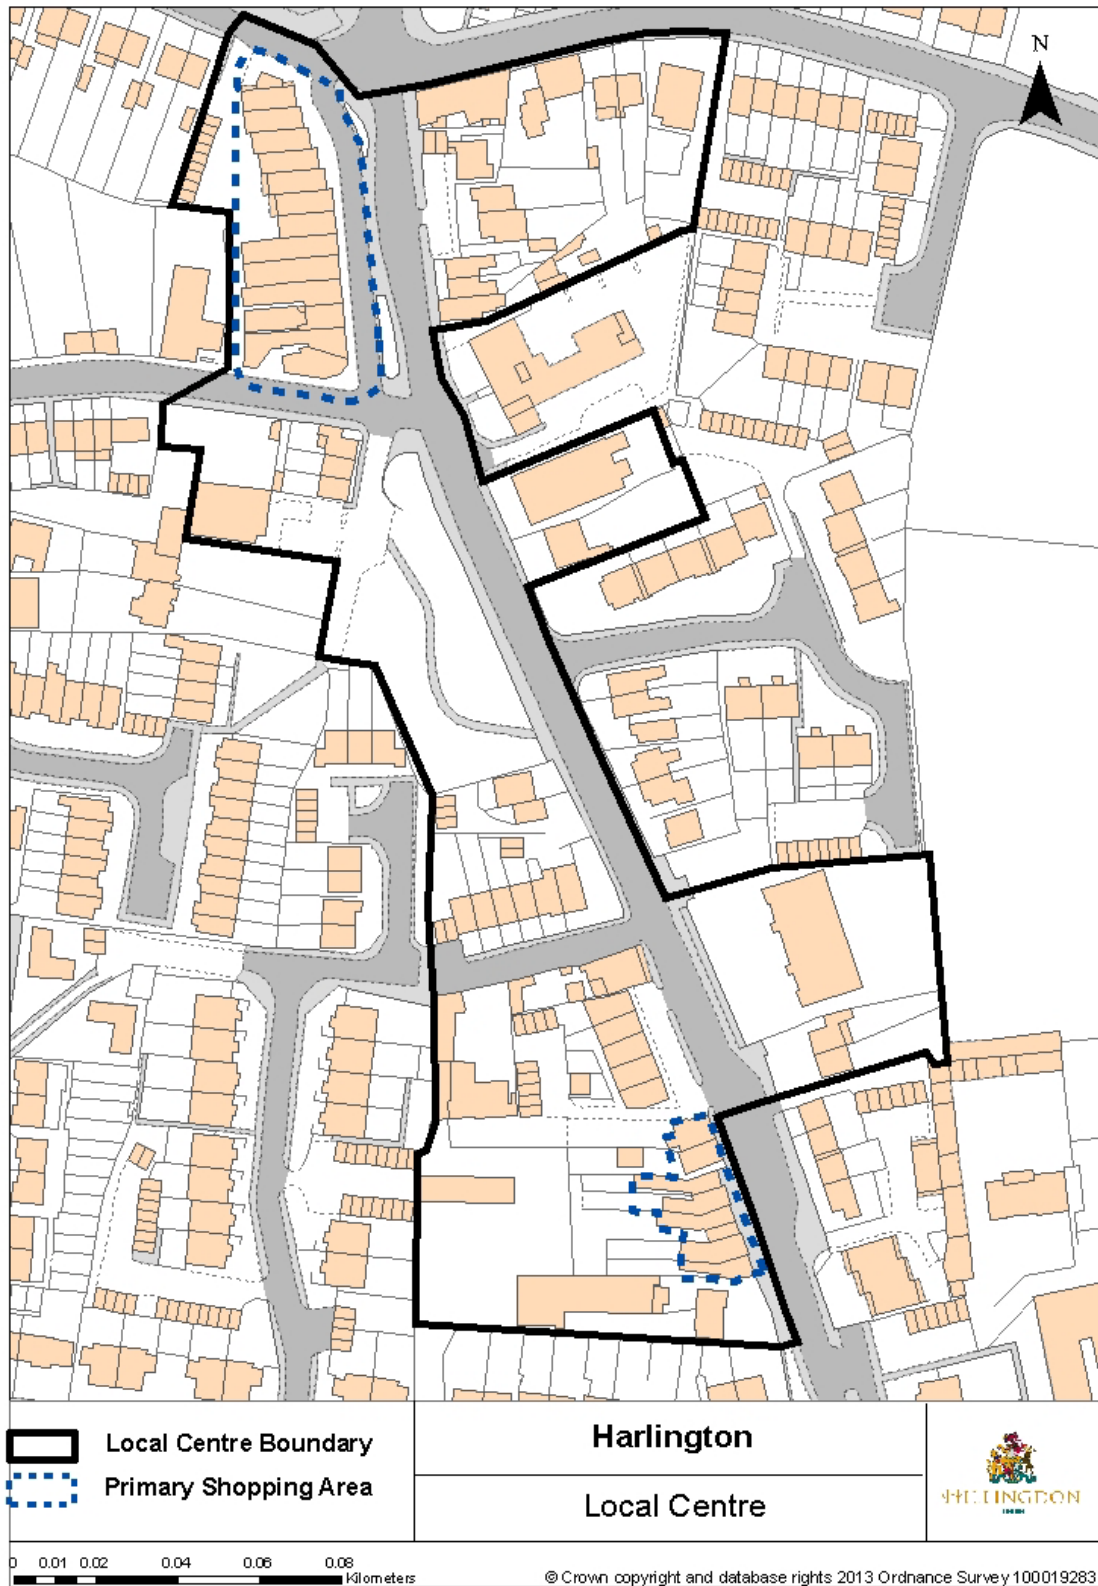 N
Local Centre Boundary
Primary Shopping Area
Harlington
Local Centre
HILLINGDON
0 0.01 0.02 0.04 0.06 0.08
Kilometers
© Crown copyright and database rights 2013 Ordnance Survey 100019283